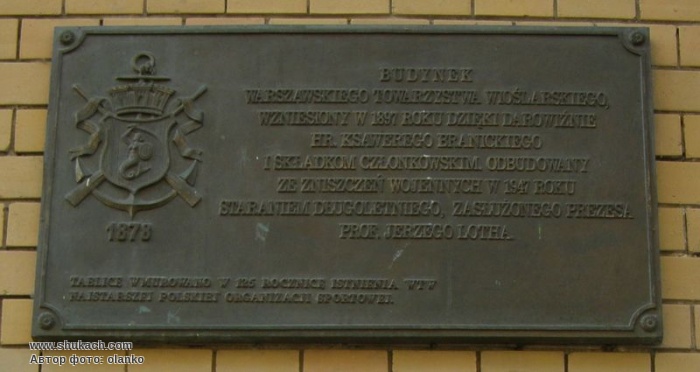 BUDYNEK
WARSZAWSKIEGO TOWARZYSTWA WIOŚLARSKIEGO,
WZNIESIONY W 1897 ROKU DZIĘKI DAROWIŹNIE
HR. KSAWEREGO BRANICKIEGO
I SKŁADKOM CZŁONKOWSKIM. ODBUDOWANY
ZE ZNISZCZEŃ WOJENNYCH W 1947 ROKU
STARANIEM DŁUGOLETNIEGO, ZASŁUŻONEGO PREZESA
PROF. JERZEGO LOTHA.
1878
TABLICĘ WMUROWANO W 125 ROCZNICĘ ISTNIENIA WTW
NAJSTARSZEJ POLSKIEJ ORGANIZACJI SPORTOWEJ.
www.shukach.com
Автор фото: olanko